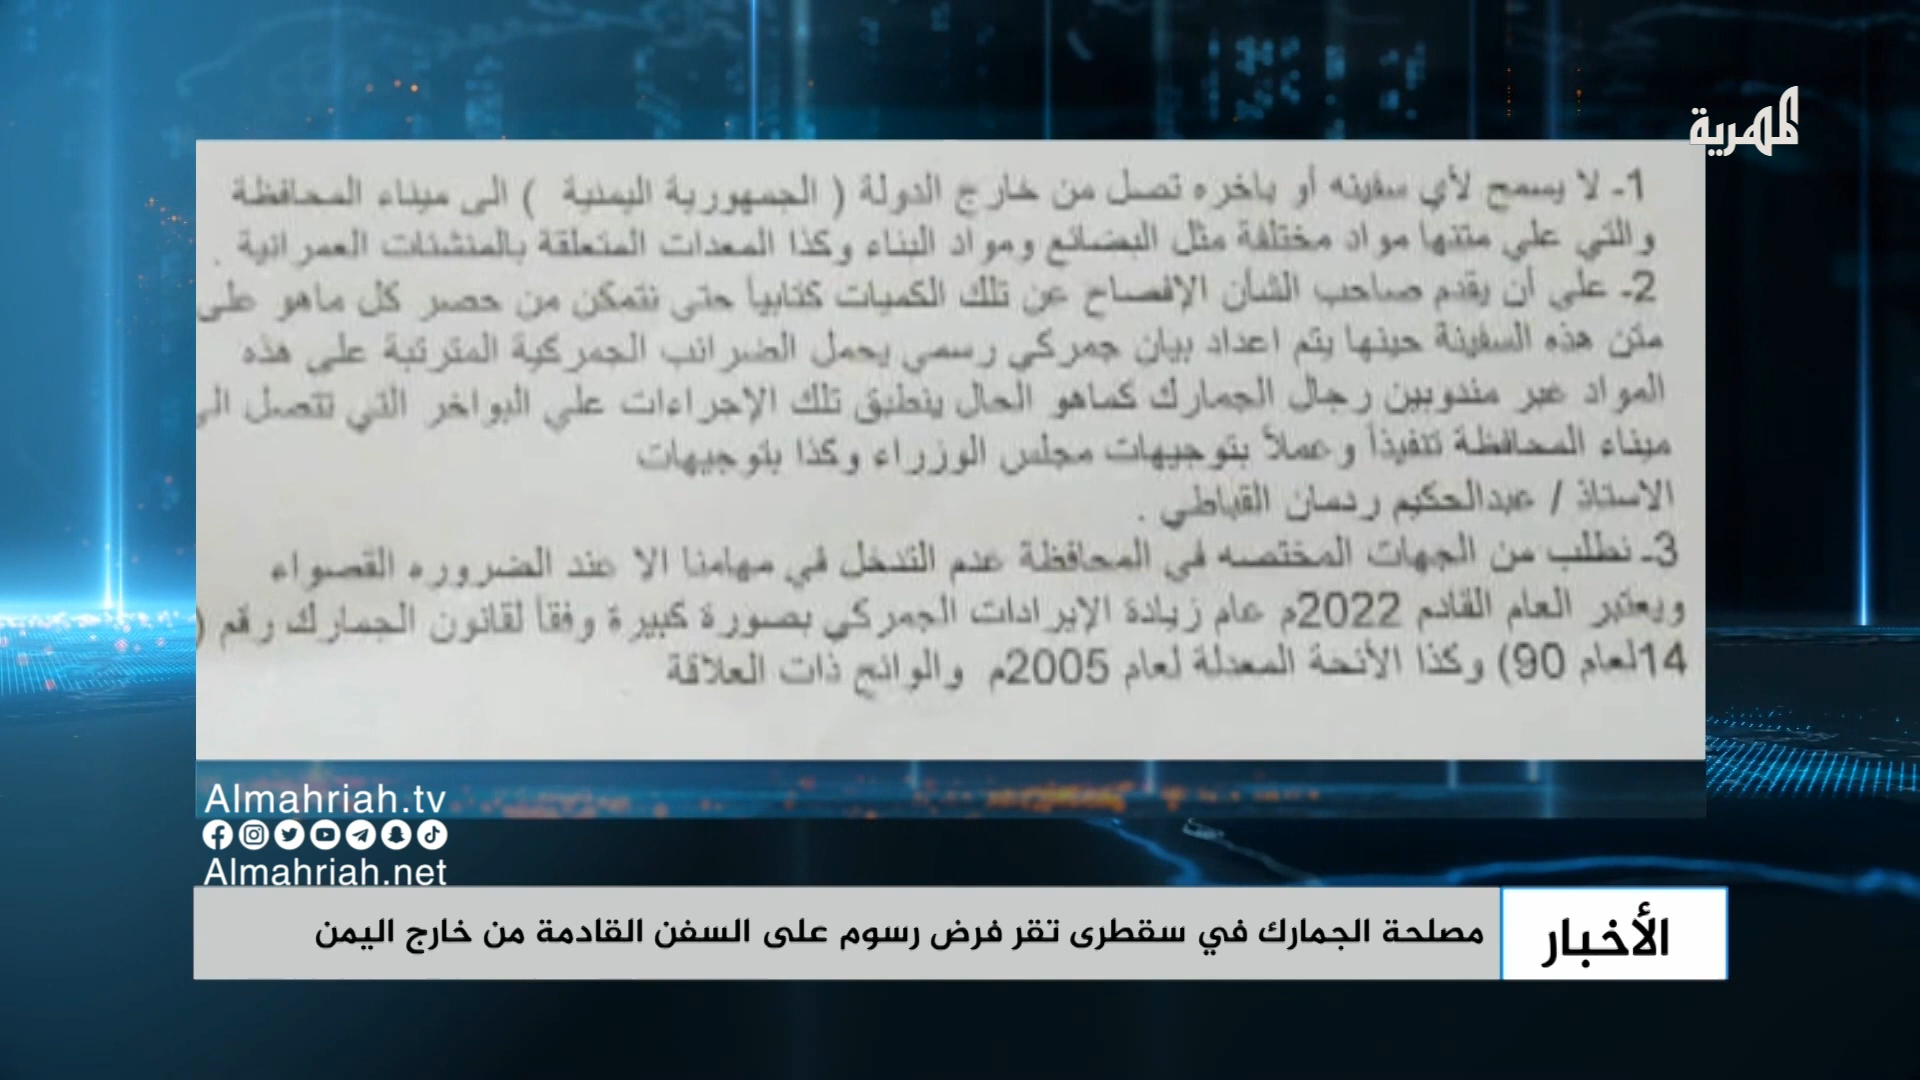 المهرية
1- لا يسمح لأي سفينه أو باخره تصل من خارج الدولة ( الجمهورية اليمنية ) الى ميناء المحافظة
والتي علي متنها مواد مختلفة مثل البضائع ومواد البناء وكذا المعدات المتعلقة بالمنشئات العمرانية .
2- على أن يقدم صاحب الشأن الإفصاح عن تلك الكميات كتابياً حتى نتمكن من حصر كل ماهو على
متن هذه السفينة حينها يتم اعداد بيان جمركي رسمي يحمل الضرائب الجمركية المترتبة على هذه
المواد عبر مندوبين رجال الجمارك كماهو الحال ينطبق تلك الإجراءات علي البواخر التي تتصل الى
ميناء المحافظة تنفيذاً وعملاً بتوجيهات مجلس الوزراء وكذا بتوجيهات
الاستاذ / عبدالحكيم ردمان القباطي .
3- نطلب من الجهات المختصه في المحافظة عدم التدخل في مهامنا الا عند الضروره القصواء
ويعتبر العام القادم 2022م عام زيادة الإيرادات الجمركي بصورة كبيرة وفقاً لقانون الجمارك رقم (
14لعام 90) وكذا الأئحة المعدلة لعام 2005م والوائح ذات العلاقة
Almahriah.tv
Almahriah.net
الأخبار
مصلحة الجمارك في سقطرى تقر فرض رسوم على السفن القادمة من خارج اليمن